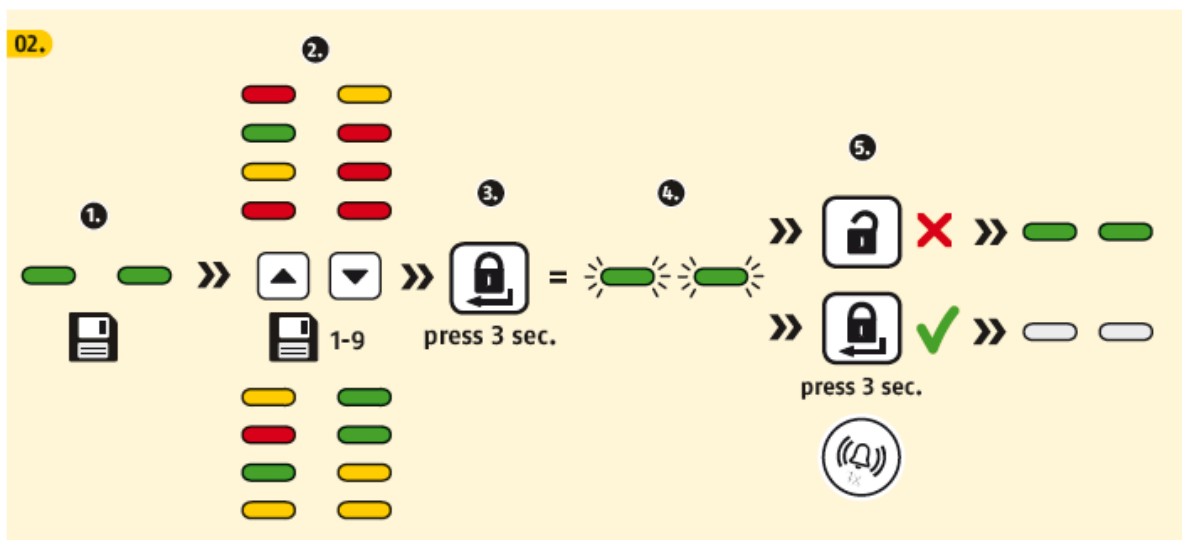 02.
2.
5.
3.
4.
1.
1-9
press 3 sec.
=
press 3 sec.
1x